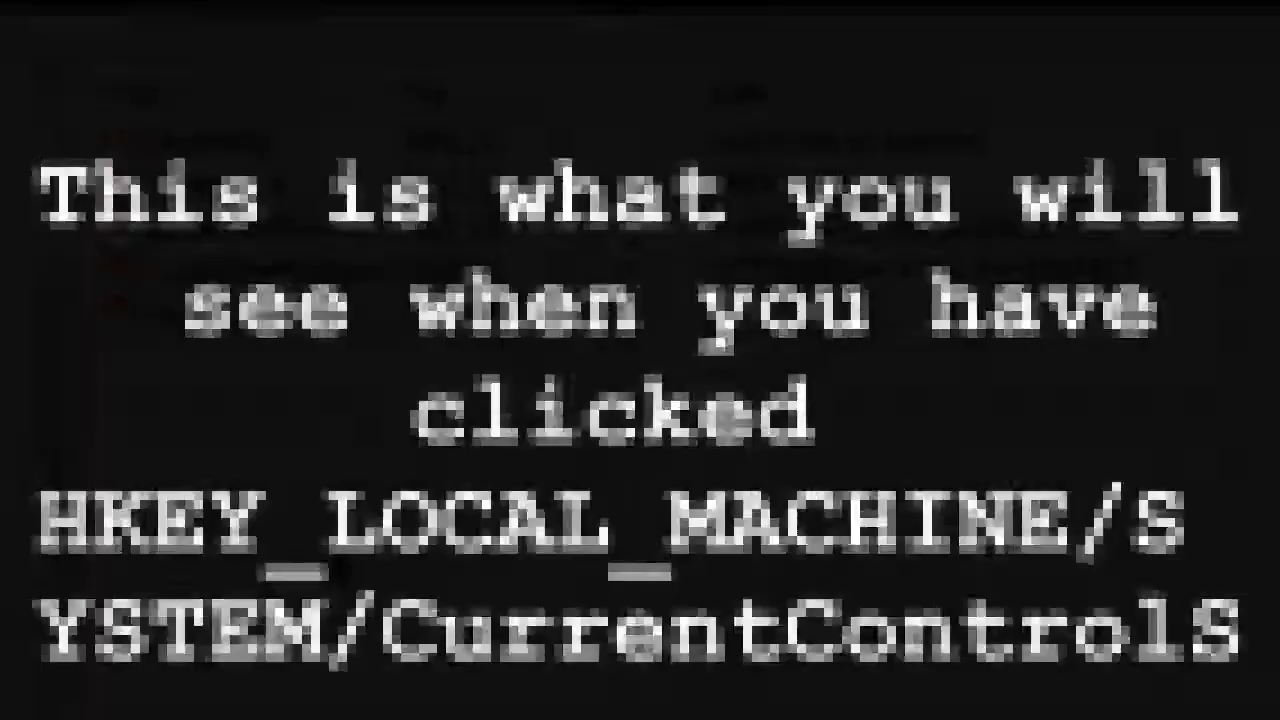 This is what you will
see when you have
clicked
HKEY_LOCAL_MACHINE/S
YSTEM/CurrentControlS